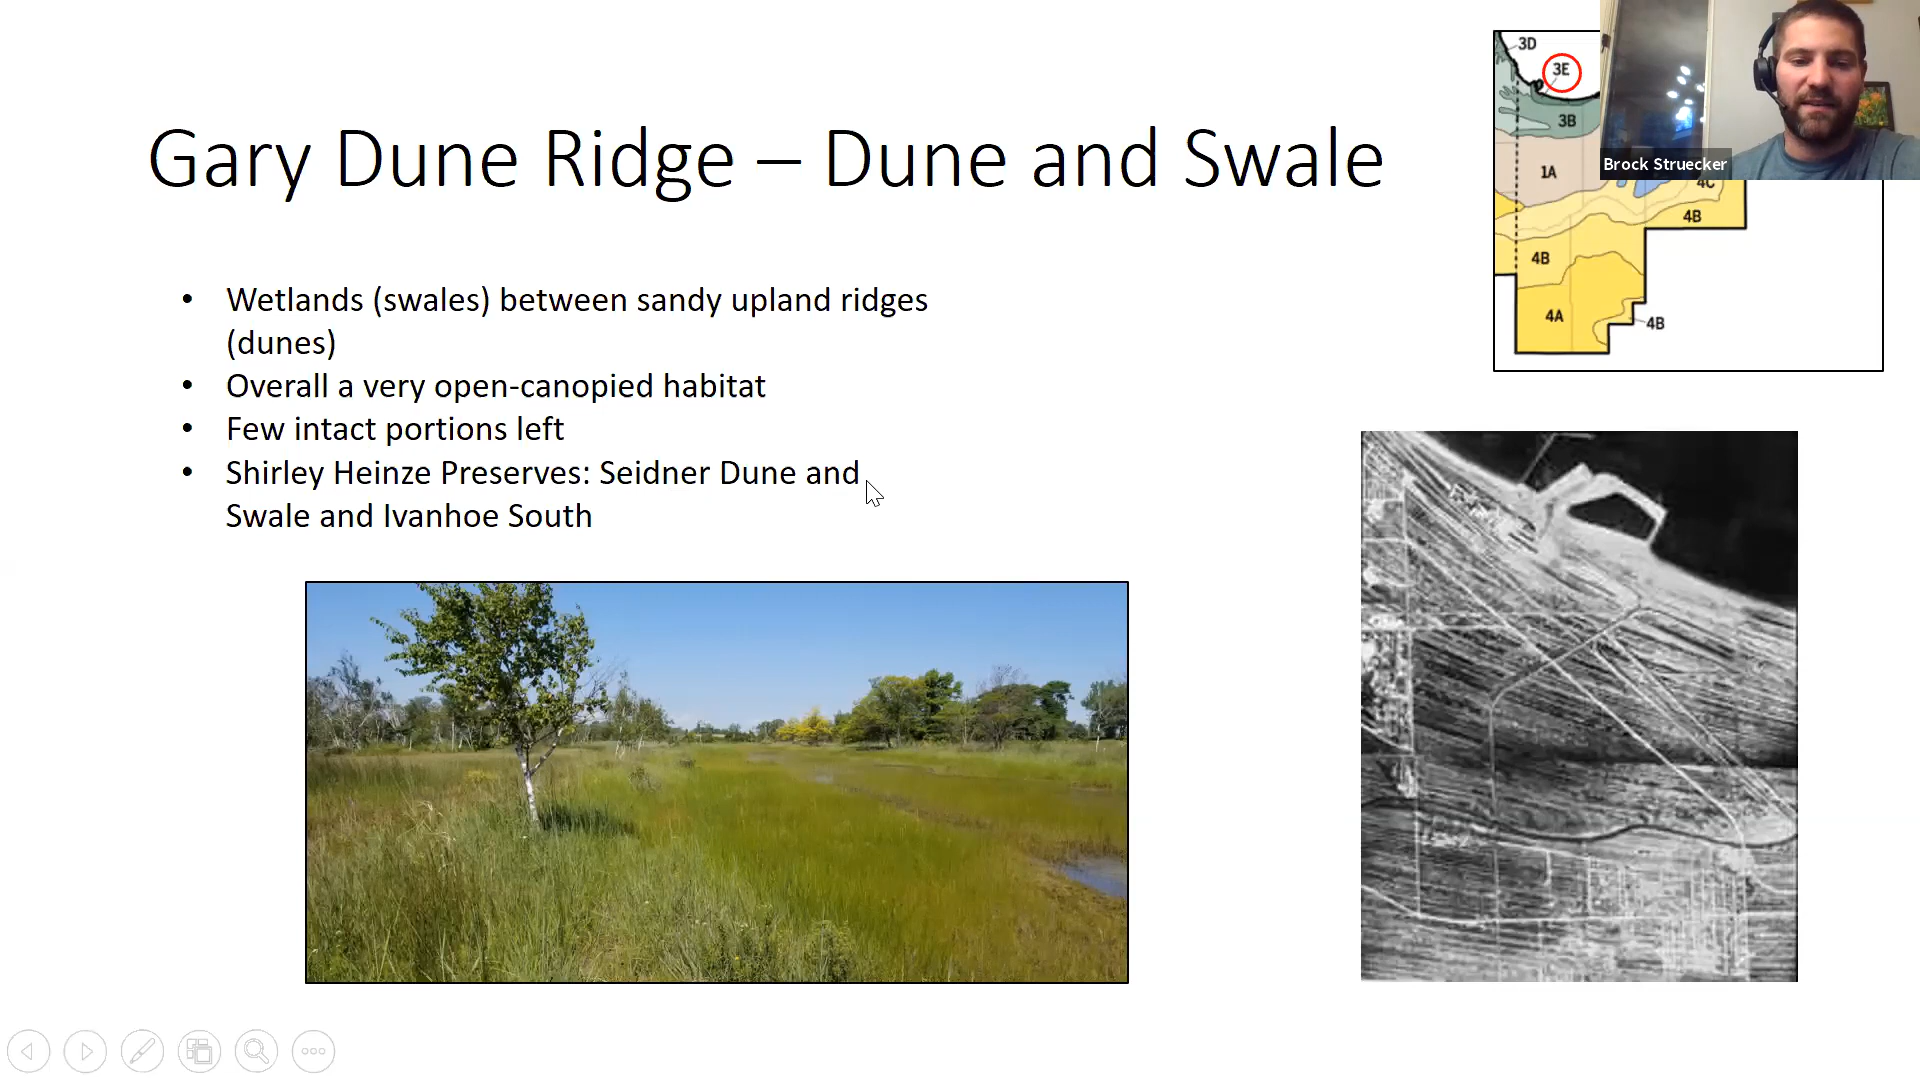 3D
3E
3B
1A
4C
4B
4B
4A
4B
Brock Struecker
Gary Dune Ridge – Dune and Swale
• Wetlands (swales) between sandy upland ridges
(dunes)
• Overall a very open-canopied habitat
• Few intact portions left
• Shirley Heinze Preserves: Seidner Dune and
Swale and Ivanhoe South